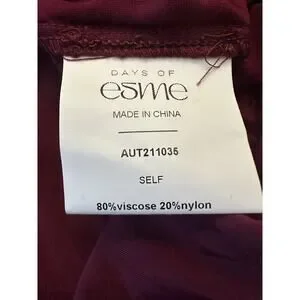 DAYS OF
esme
MADE IN CHINA
AUT211035
SELF
80%viscose 20%nylon